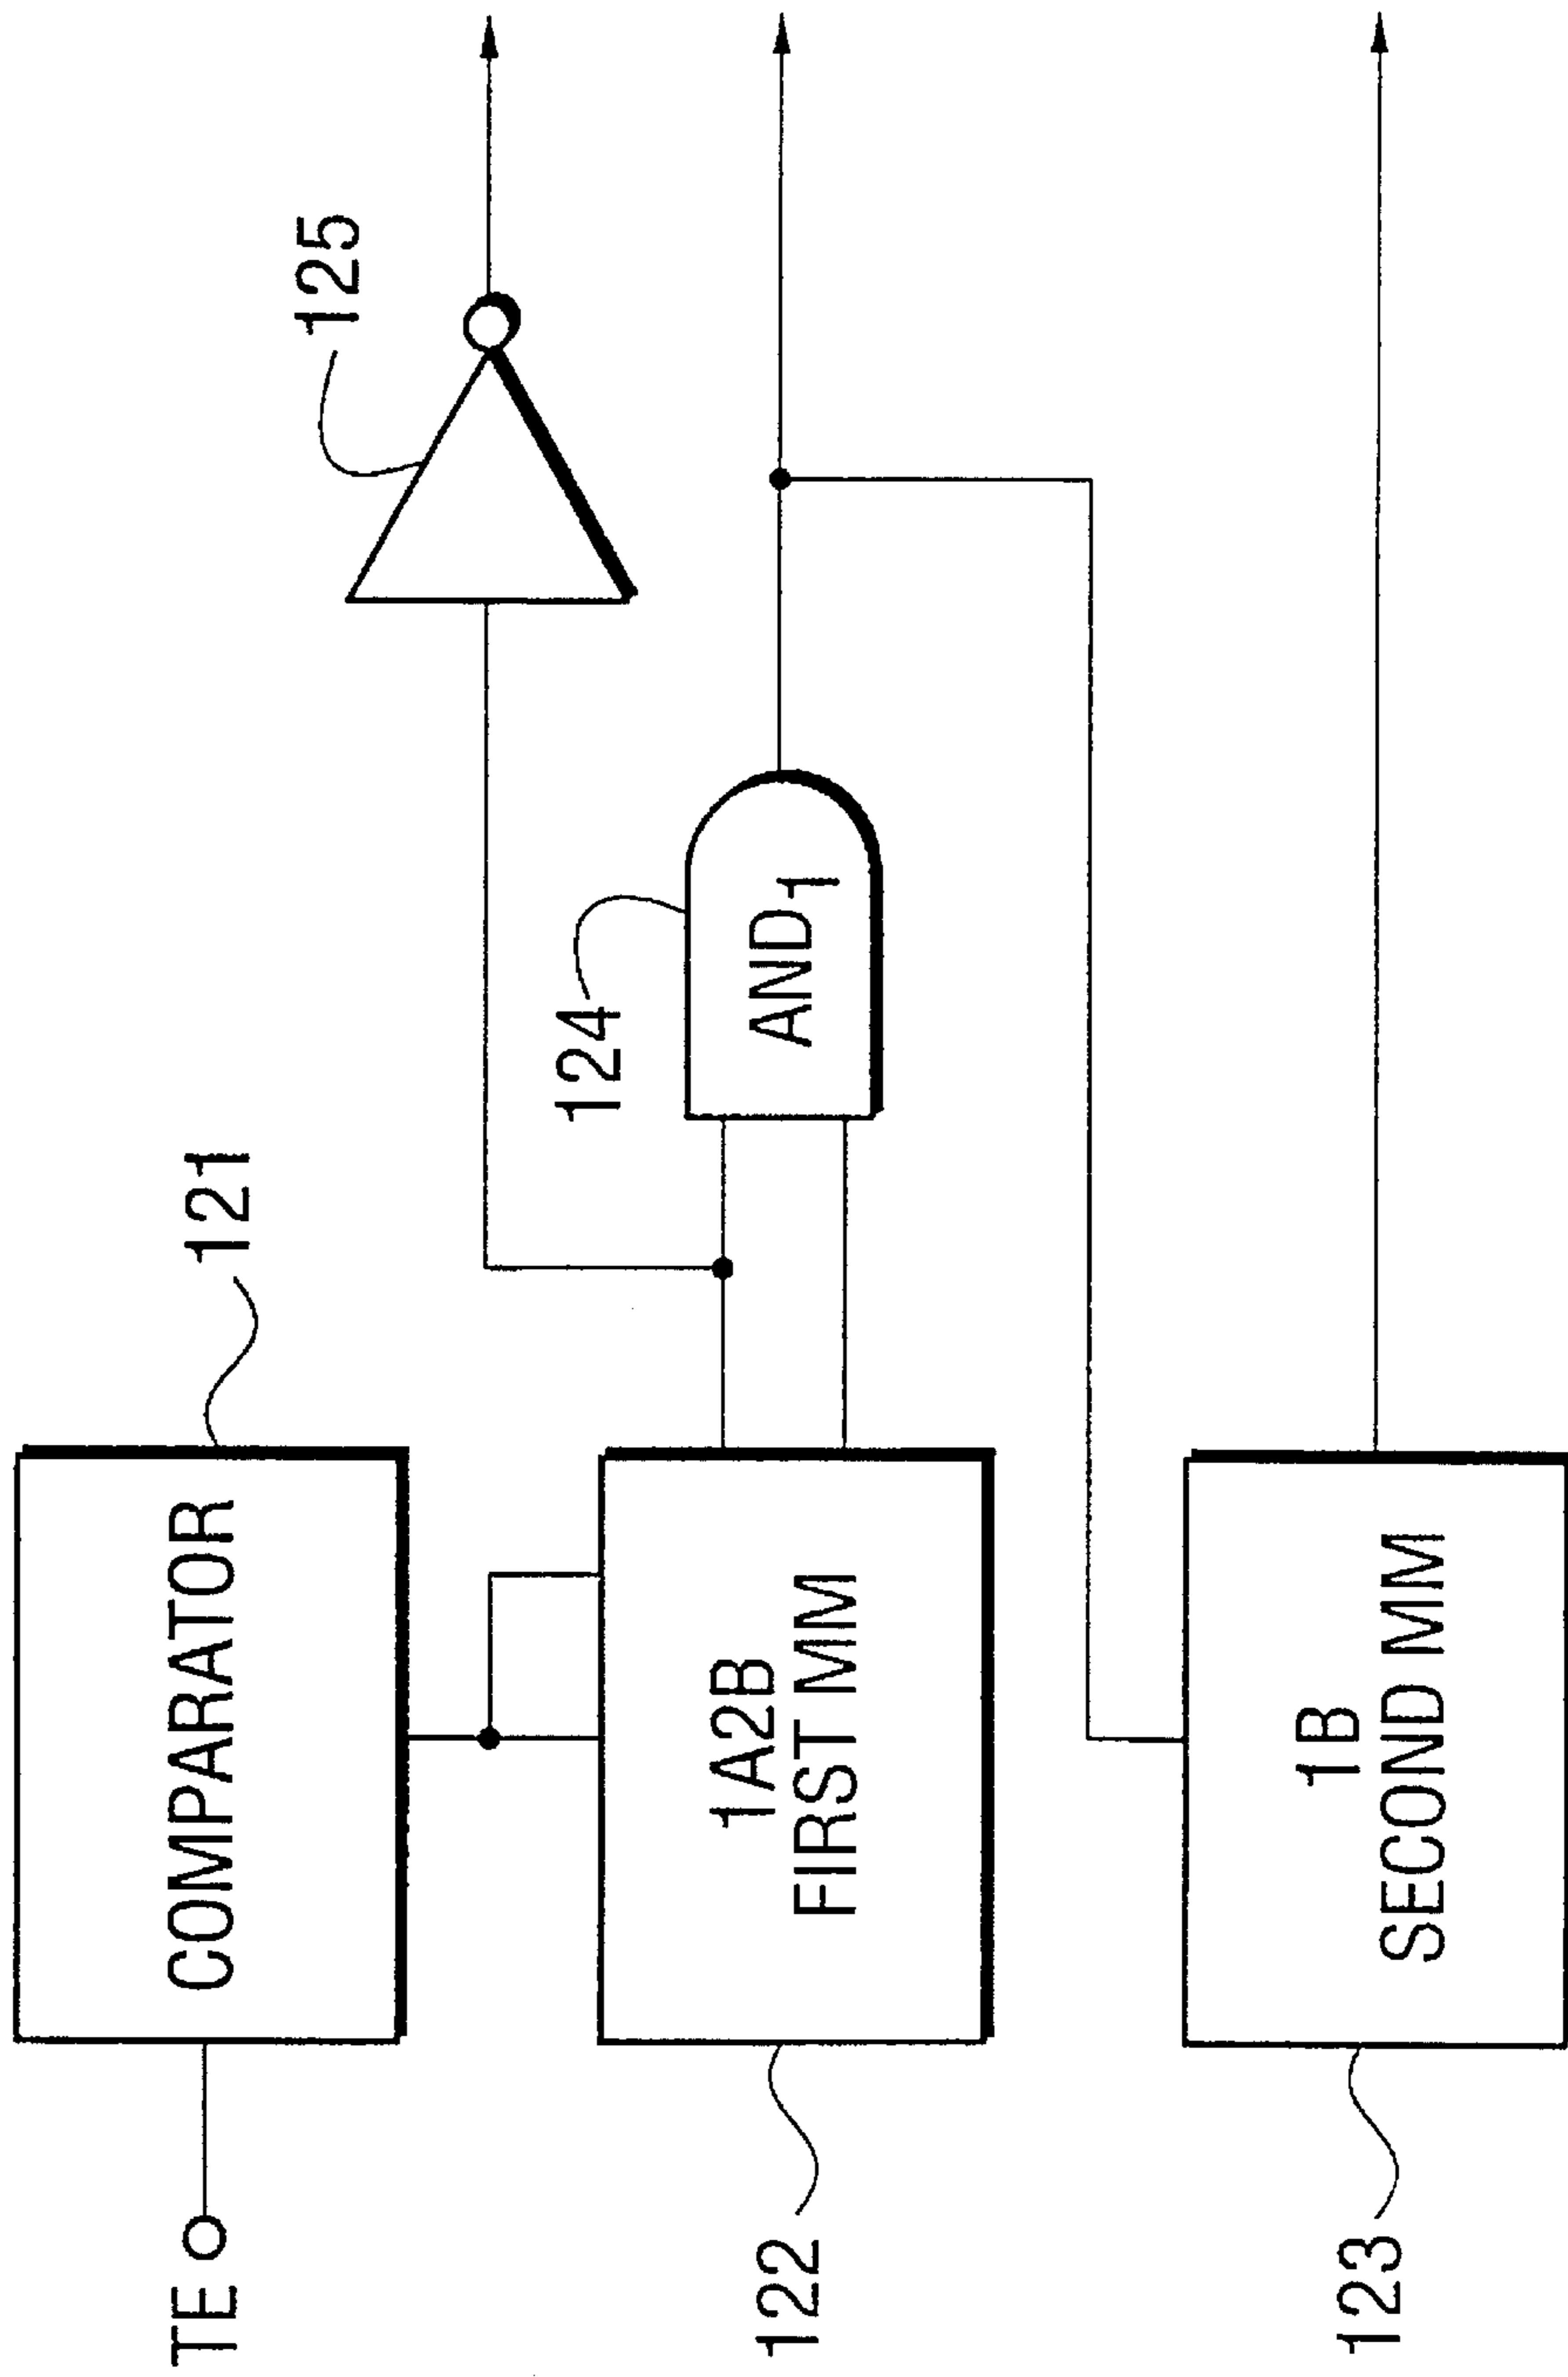 TE
COMPARATOR
121
125
122
1A2B
FIRST MM
124
AND1
123
1B
SECOND MM